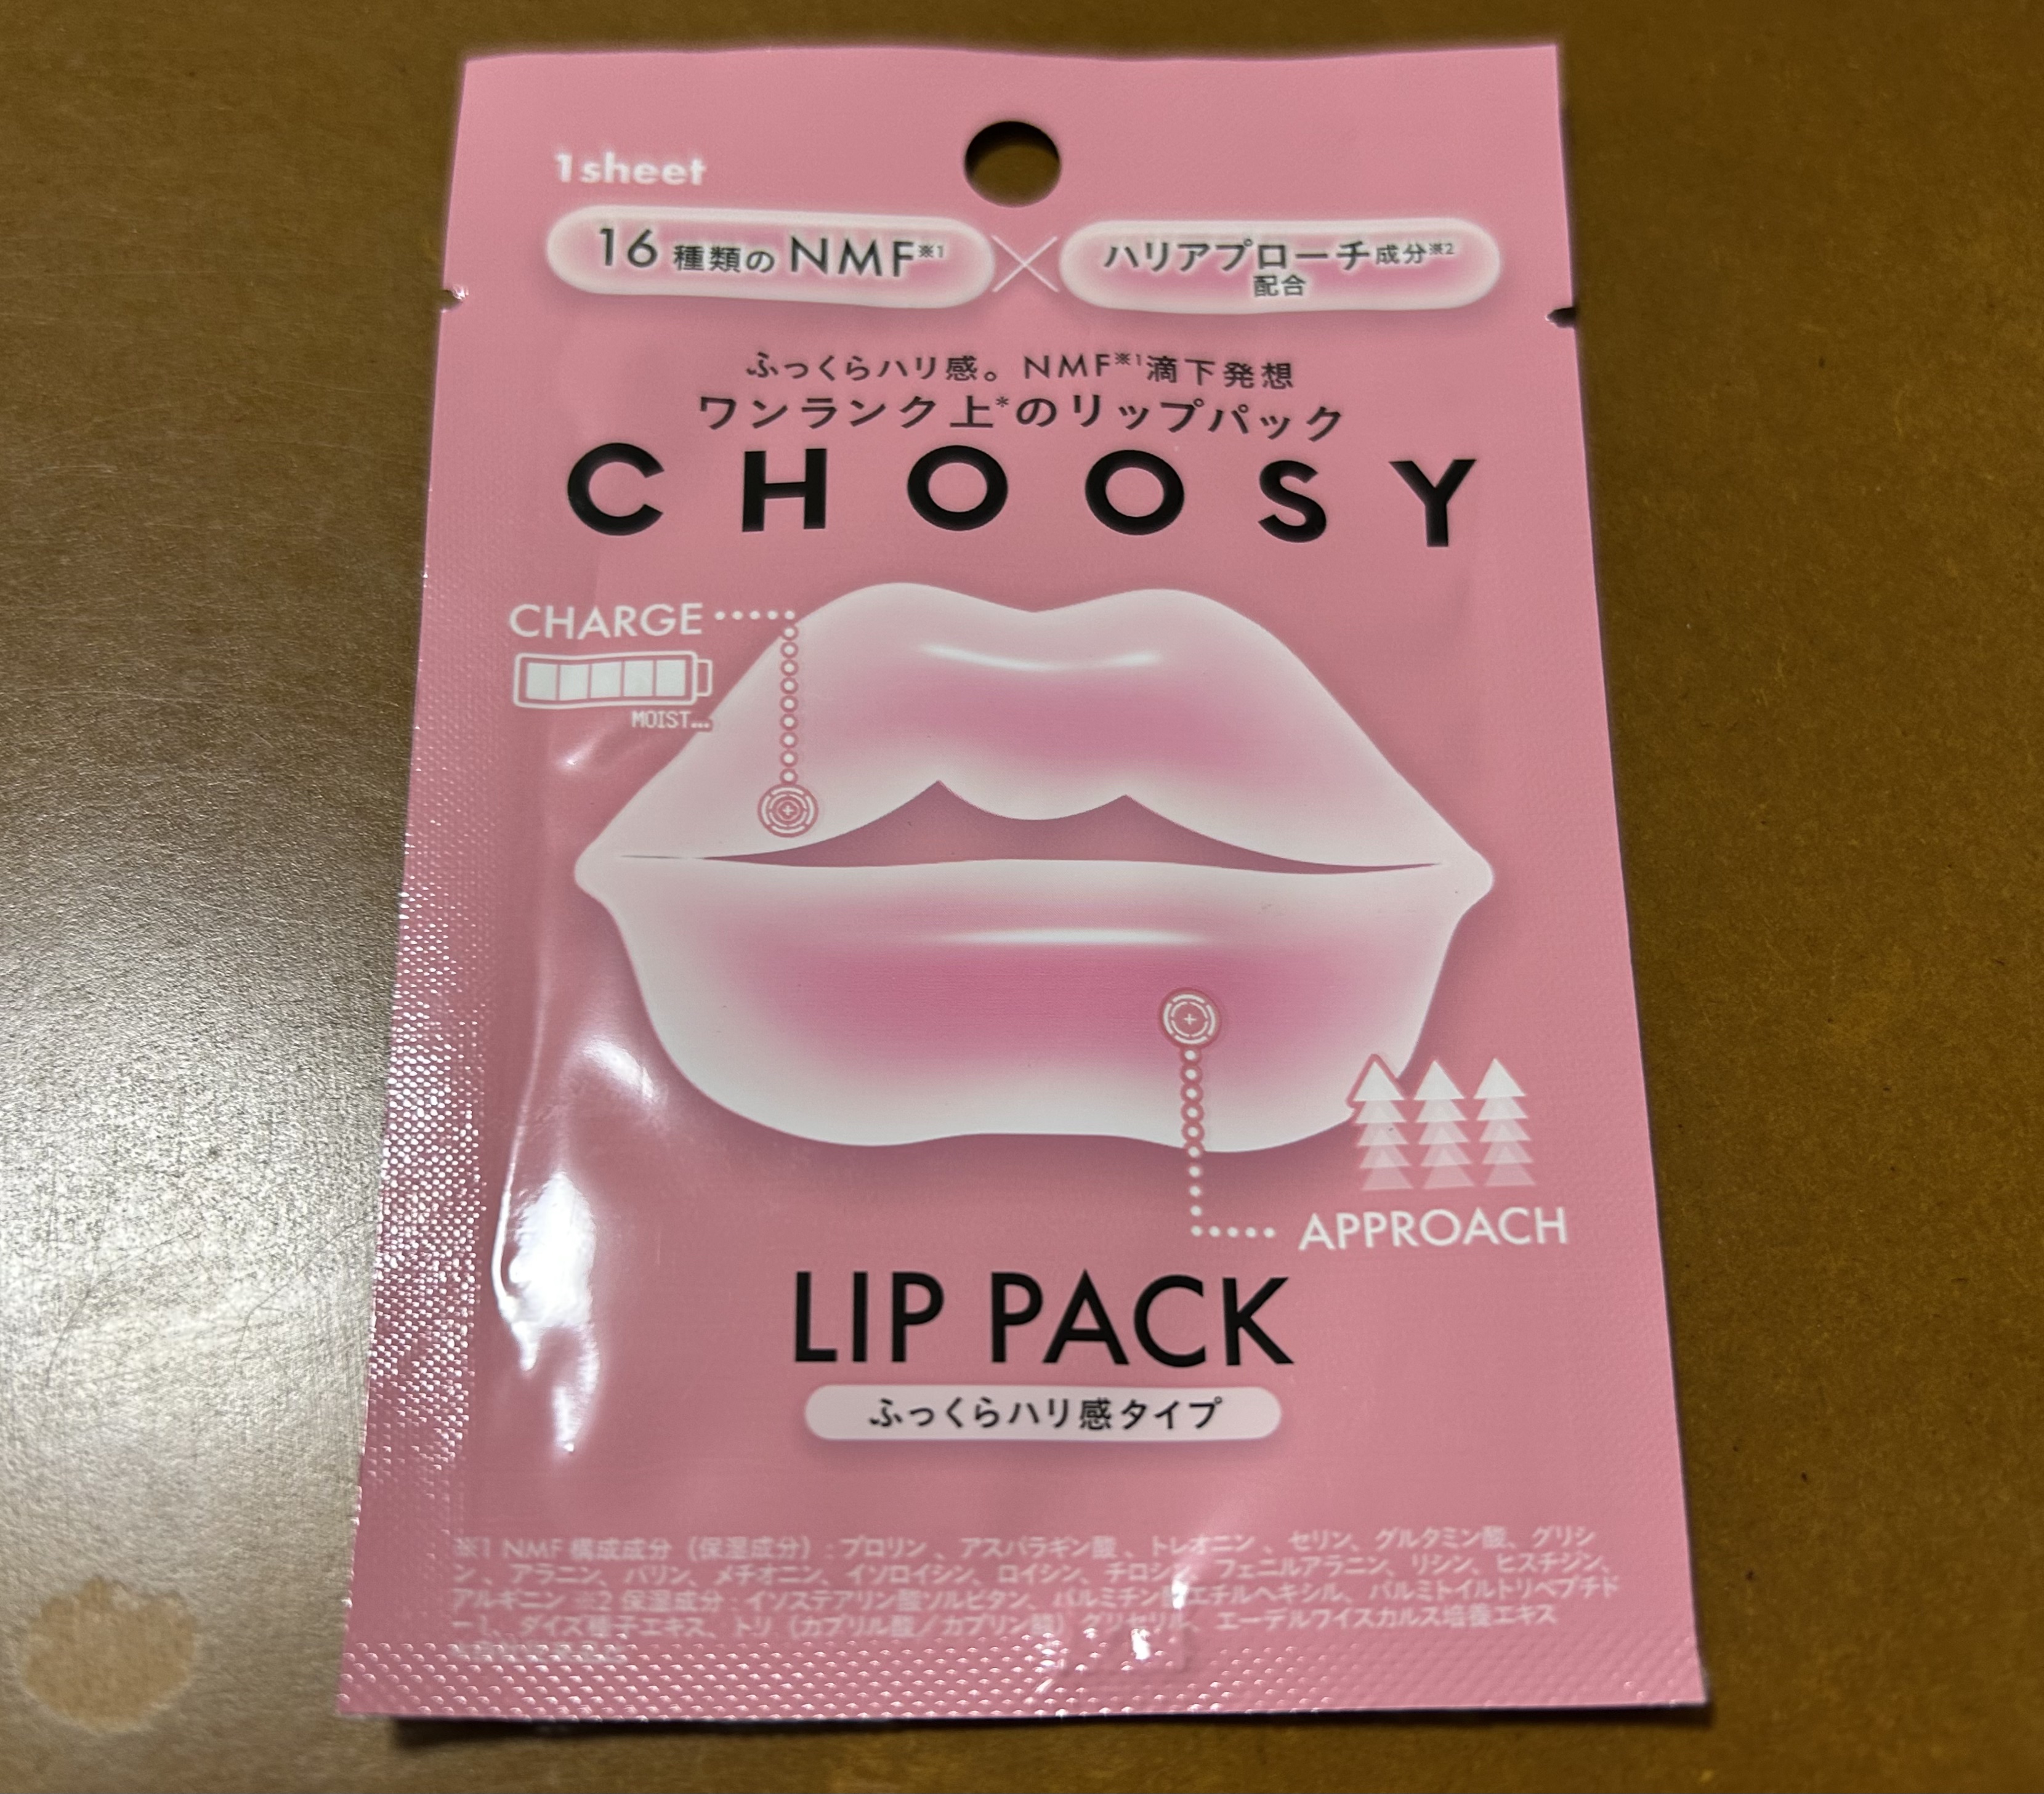 1sheet
16種類のNMF※1
ハリアプローチ成分※2
配合
ふっくらハリ感。NMF※1滴下発想
ワンランク上*のリップパック
CHOOSY
CHARGE
MOIST...
APPROACH
LIP PACK
ふっくらハリ感タイプ
※1 NMF 構成成分（保湿成分）：プロリン、アスパラギン酸、トレオニン、セリン、グルタミン酸、グリシ
ン、アラニン、バリン、メチオニン、イソロイシン、ロイシン、チロシン、フェニルアラニン、リシン、ヒスチジン、
アルギニン ※2 保湿成分：イソステアリン酸ソルビタン、パルミチン酸エチルヘキシル、パルミトイルトリペプチド
ー1、ダイズ種子エキス、トリ（カプリル酸／カプリン酸）グリセリル、エーデルワイスカルス培養エキス